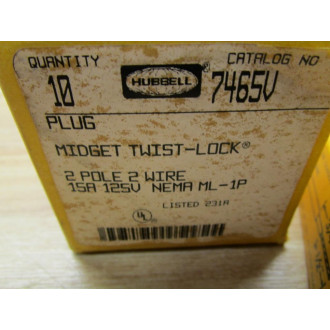 QUANTITY
CATALOG NO
10
HUBBELL
7465V
PLUG
MIDGET TWIST-LOCK®
2 POLE 2 WIRE
15A 125V NEMA ML-1P
UL
LISTED 231A